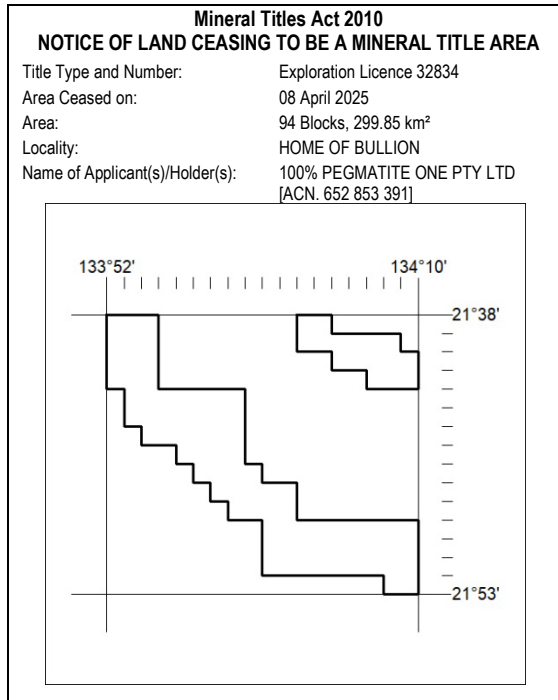 Mineral Titles Act 2010
NOTICE OF LAND CEASING TO BE A MINERAL TITLE AREA
Title Type and Number: Exploration Licence 32834
Area Ceased on: 08 April 2025
Area: 94 Blocks, 299.85 km²
Locality: HOME OF BULLION
Name of Applicant(s)/Holder(s): 100% PEGMATITE ONE PTY LTD
[ACN. 652 853 391]
133°52' 134°10'
21°38'
21°53'